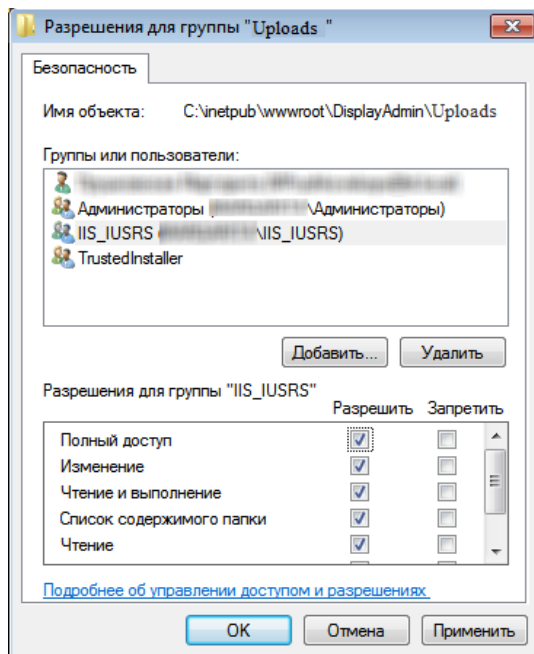 Разрешения для группы "Uploads "
Безопасность
Имя объекта: C:\inetpub\wwwroot\DisplayAdmin\Uploads
Группы или пользователи:
Администраторы ( \Администраторы)
IIS_IUSRS ( \IIS_IUSRS)
TrustedInstaller
Добавить... Удалить
Разрешения для группы "IIS_IUSRS"
Разрешить Запретить
Полный доступ
Изменение
Чтение и выполнение
Список содержимого папки
Чтение
Подробнее об управлении доступом и разрешениях
ОК Отмена Применить